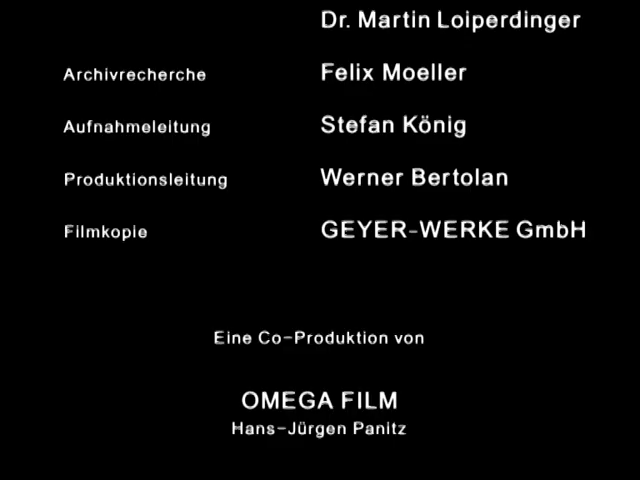 Dr. Martin Loiperdinger
Archivrecherche Felix Moeller
Aufnahmeleitung Stefan König
Produktionsleitung Werner Bertolan
Filmkopie GEYER-WERKE GmbH
Eine Co-Produktion von
OMEGA FILM
Hans-Jürgen Panitz